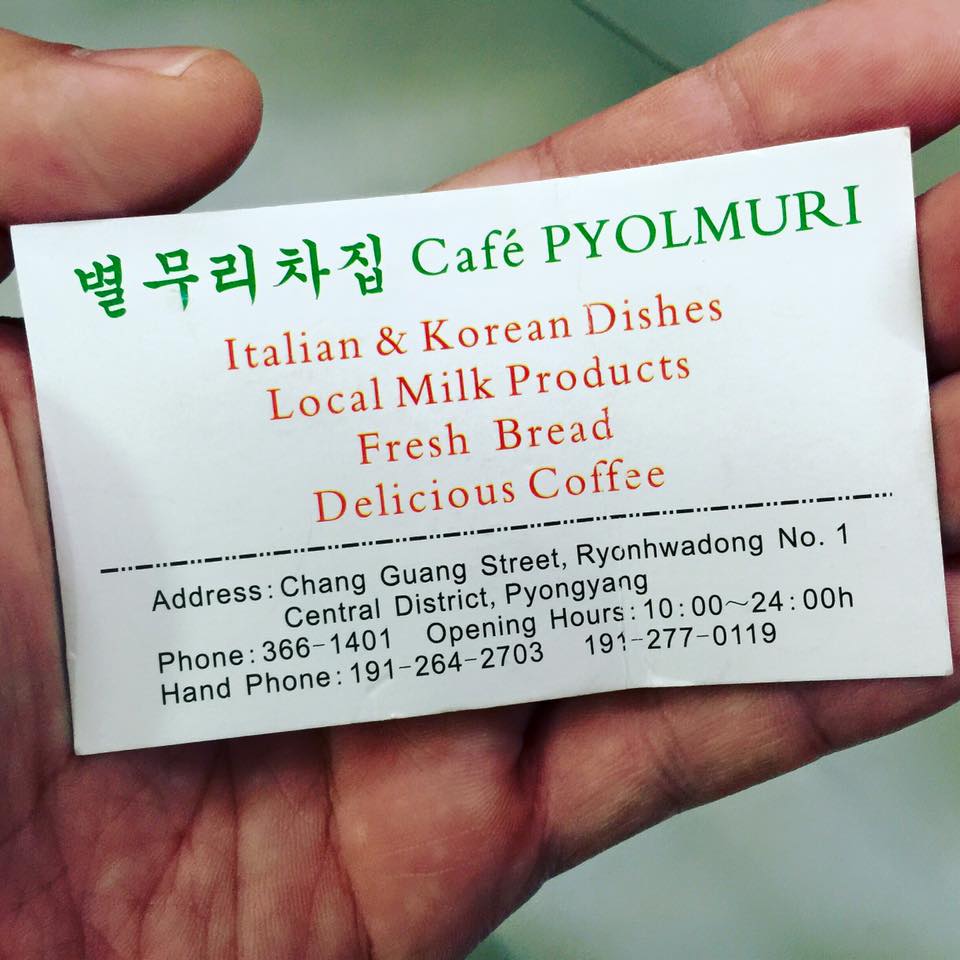 별무리차집 Café PYOLMURI
Italian & Korean Dishes
Local Milk Products
Fresh Bread
Delicious Coffee
Address: Chang Guang Street, Ryonhwadong No. 1
Central District, Pyongyang
Phone: 366-1401 Opening Hours: 10:00~24:00h
Hand Phone: 191-264-2703 191-277-0119